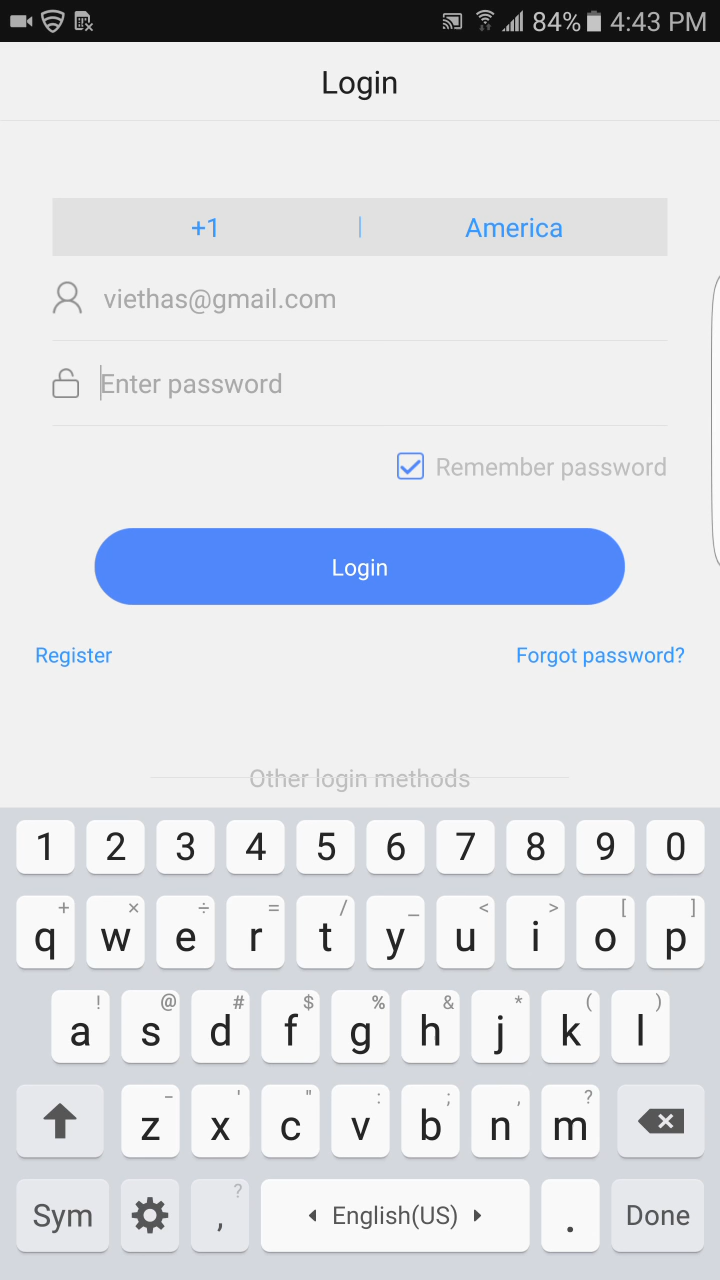 84% 4:43 PM
Login
+1 | America
viethas@gmail.com
Enter password
Remember password
Login
Register Forgot password?
Other login methods
1 2 3 4 5 6 7 8 9 0
+ × ÷ = / _ < > [ ]
q w e r t y u i o p
! @ # $ % & * ( )
a s d f g h j k l
- ' " : ; , ?
z x c v b n m
?
Sym , English(US) . Done